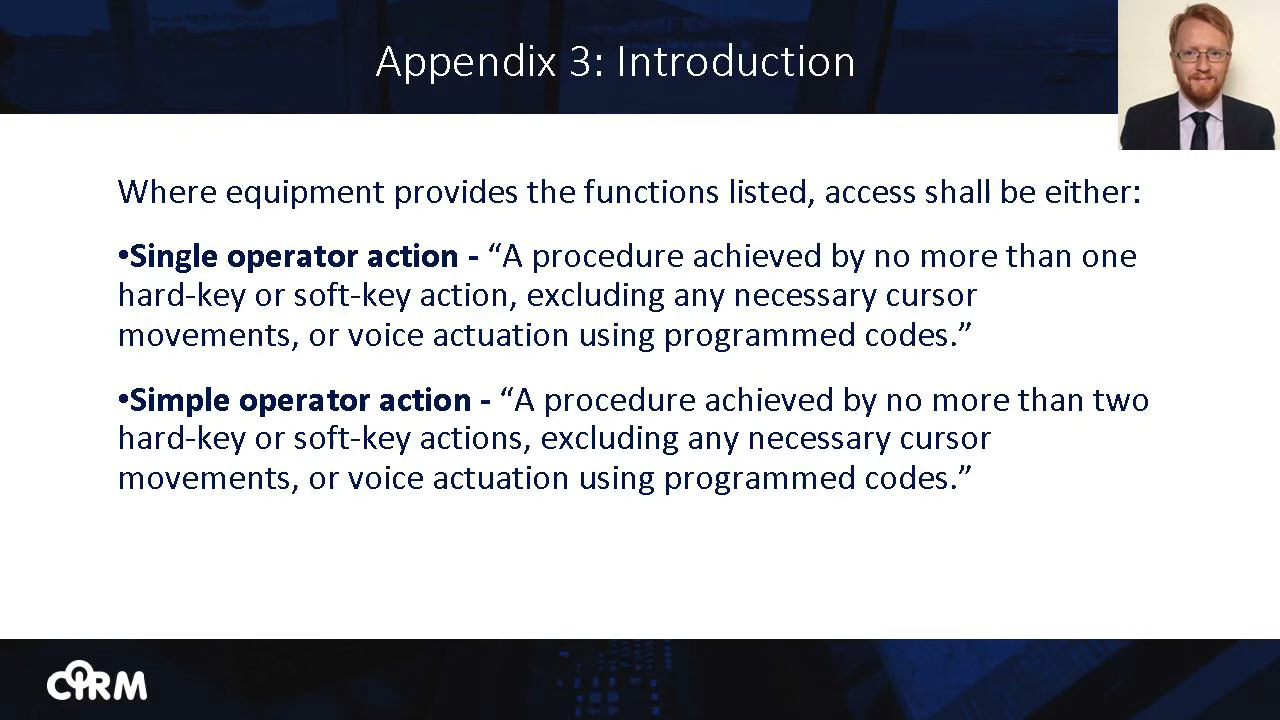 Appendix 3: Introduction
Where equipment provides the functions listed, access shall be either:
•Single operator action - “A procedure achieved by no more than one
hard-key or soft-key action, excluding any necessary cursor
movements, or voice actuation using programmed codes.”
•Simple operator action - “A procedure achieved by no more than two
hard-key or soft-key actions, excluding any necessary cursor
movements, or voice actuation using programmed codes.”
CIRM